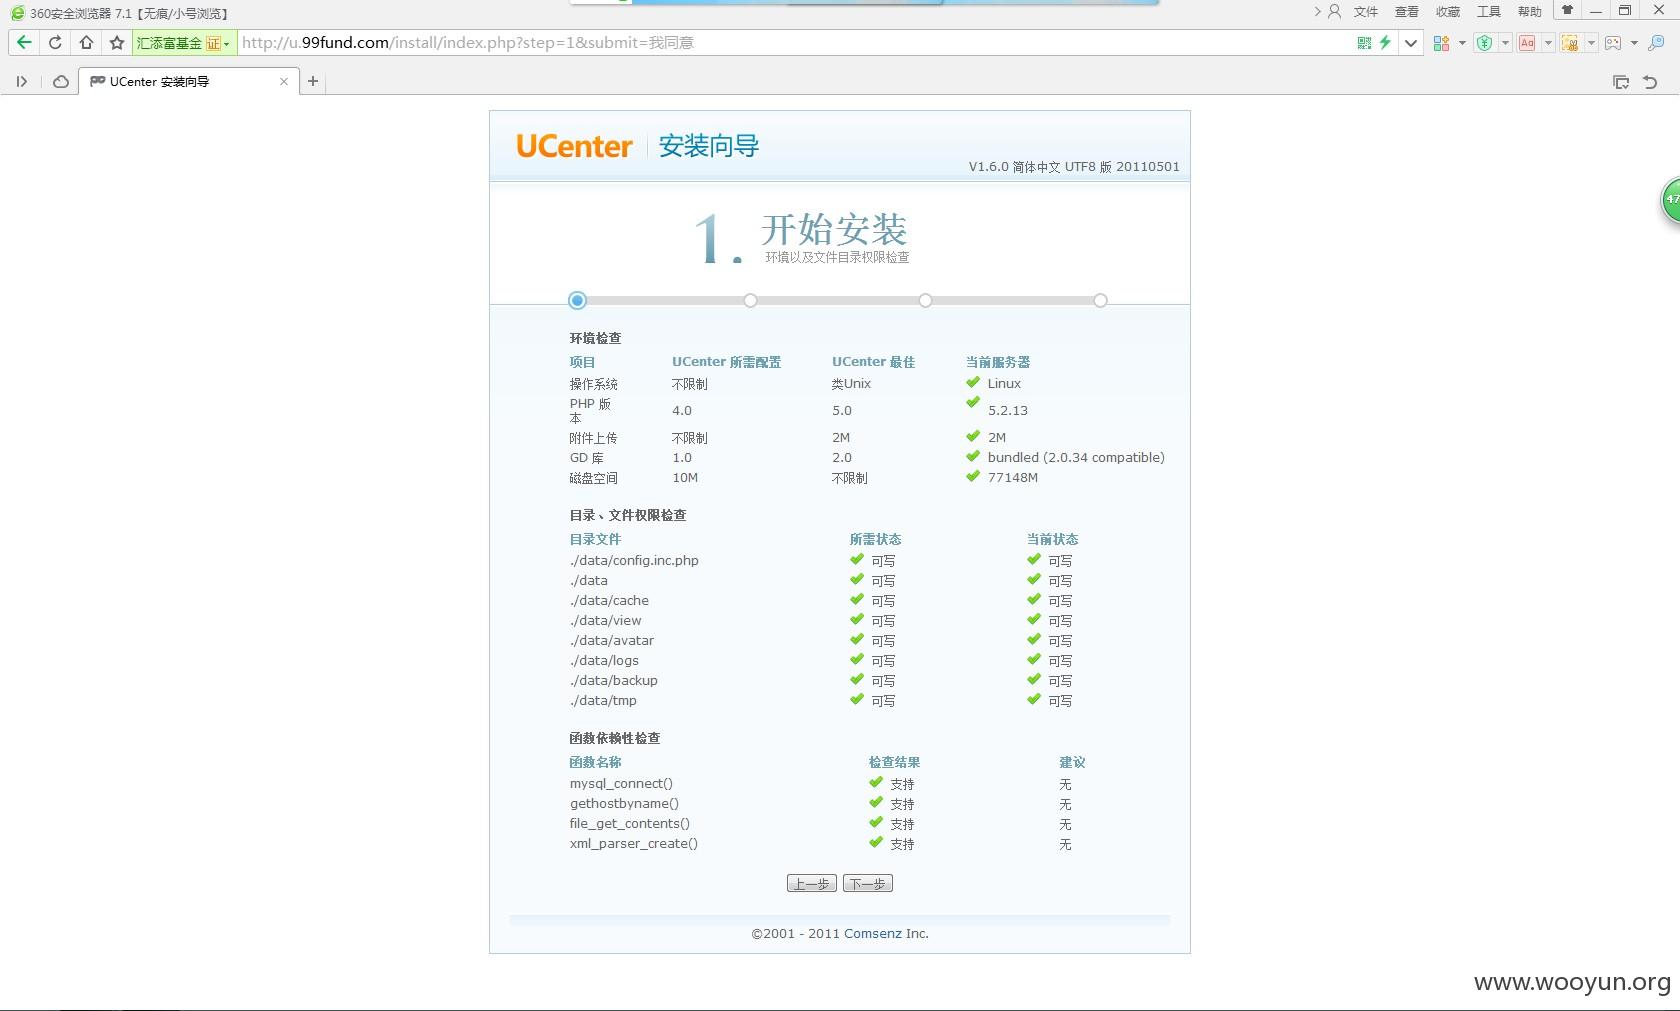 360安全浏览器 7.1【无痕/小号浏览】
文件 查看 收藏 工具 帮助
汇添富基金 证 http://u.99fund.com/install/index.php?step=1&submit=我同意
UCenter 安装向导
47
UCenter 安装向导
V1.6.0 简体中文 UTF8 版 20110501
1. 开始安装
环境以及文件目录权限检查
环境检查
项目 UCenter 所需配置 UCenter 最佳 当前服务器
操作系统 不限制 类Unix Linux
PHP 版本 4.0 5.0 5.2.13
附件上传 不限制 2M 2M
GD 库 1.0 2.0 bundled (2.0.34 compatible)
磁盘空间 10M 不限制 77148M
目录、文件权限检查
目录文件 所需状态 当前状态
./data/config.inc.php 可写 可写
./data 可写 可写
./data/cache 可写 可写
./data/view 可写 可写
./data/avatar 可写 可写
./data/logs 可写 可写
./data/backup 可写 可写
./data/tmp 可写 可写
函数依赖性检查
函数名称 检查结果 建议
mysql_connect() 支持 无
gethostbyname() 支持 无
file_get_contents() 支持 无
xml_parser_create() 支持 无
上一步 下一步
©2001 - 2011 Comsenz Inc.
www.wooyun.org